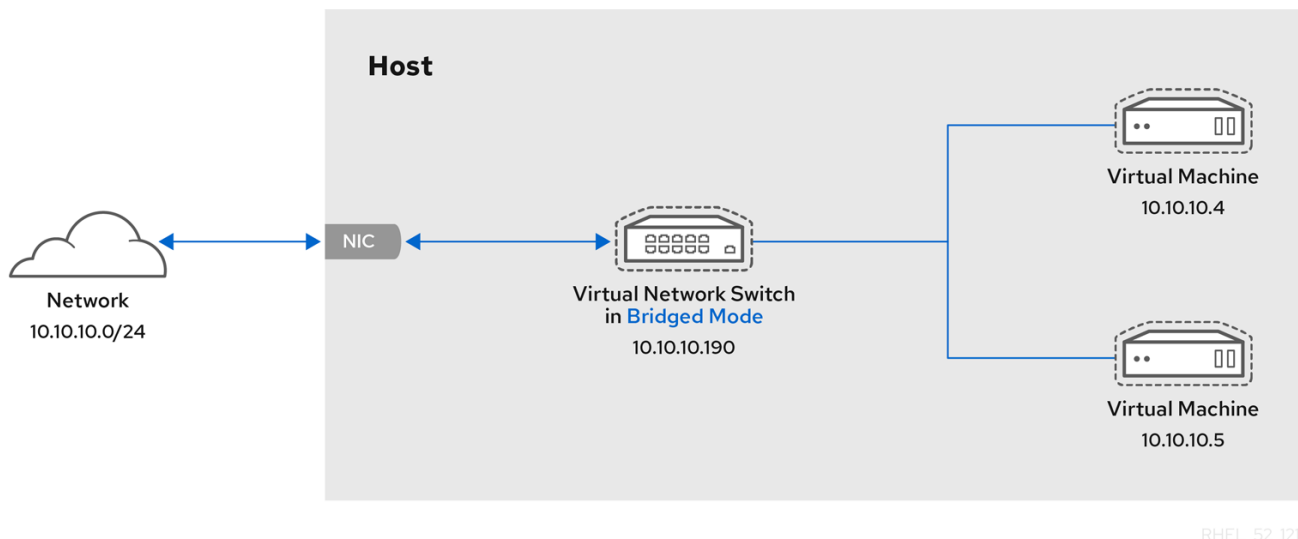 Host
NIC
Network
10.10.10.0/24
Virtual Network Switch
in Bridged Mode
10.10.10.190
Virtual Machine
10.10.10.4
Virtual Machine
10.10.10.5